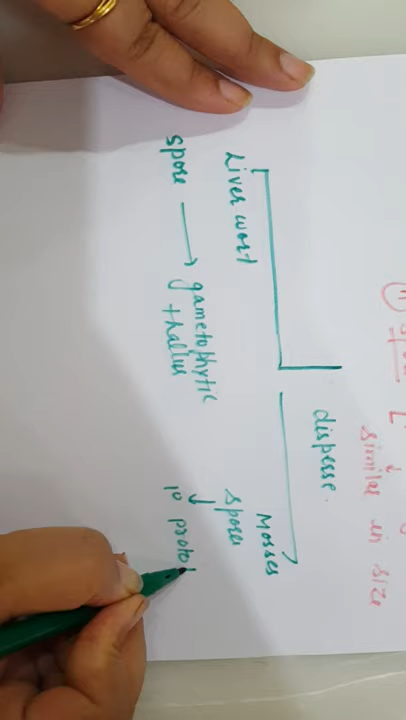 similar in size
disperse.
Liver wort
Mosses
spore → gametophytic
thallus
spores
↓
1° proto